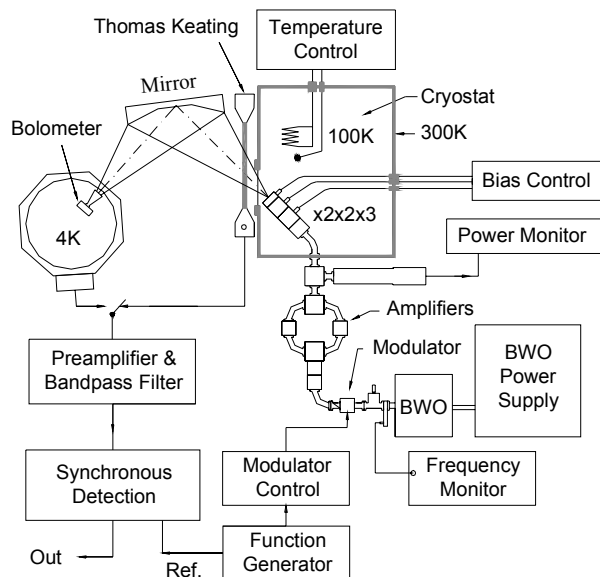 Thomas Keating
Temperature
Control
Mirror
Cryostat
Bolometer
100K
300K
4K
x2x2x3
Bias Control
Power Monitor
Amplifiers
Modulator
Preamplifier &
Bandpass Filter
BWO
BWO
Power
Supply
Synchronous
Detection
Modulator
Control
Frequency
Monitor
Out
Ref.
Function
Generator